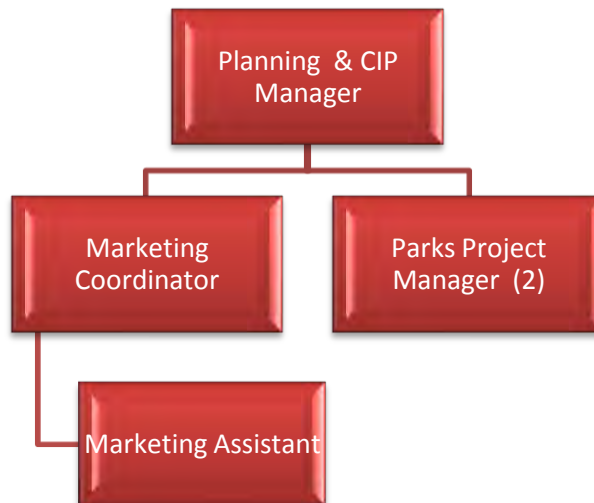 Planning & CIP
Manager
Marketing
Coordinator
Parks Project
Manager (2)
Marketing Assistant